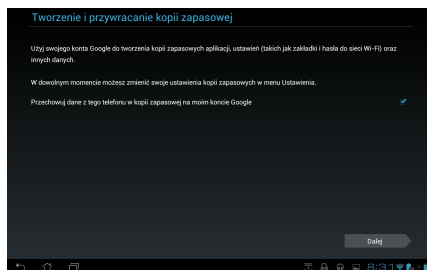 Tworzenie i przywracanie kopii zapasowej
Użyj swojego konta Google do tworzenia kopii zapasowych aplikacji, ustawień (takich jak zakładki i hasła do sieci Wi-Fi) oraz
innych danych.
W dowolnym momencie możesz zmienić swoje ustawienia kopii zapasowych w menu Ustawienia.
Przechowuj dane z tego telefonu w kopii zapasowej na moim koncie Google
Dalej
8:31